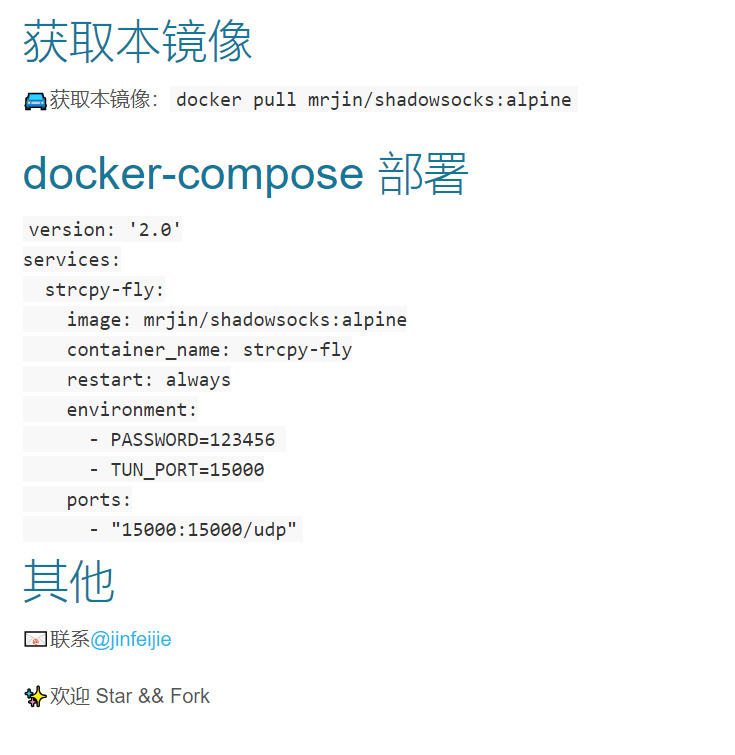 获取本镜像
🚘获取本镜像： docker pull mrjin/shadowsocks:alpine
docker-compose 部署
version: '2.0'
services:
  strcpy-fly:
    image: mrjin/shadowsocks:alpine
    container_name: strcpy-fly
    restart: always
    environment:
      - PASSWORD=123456
      - TUN_PORT=15000
    ports:
      - "15000:15000/udp"
其他
📧联系@jinfeijie
✨欢迎 Star && Fork